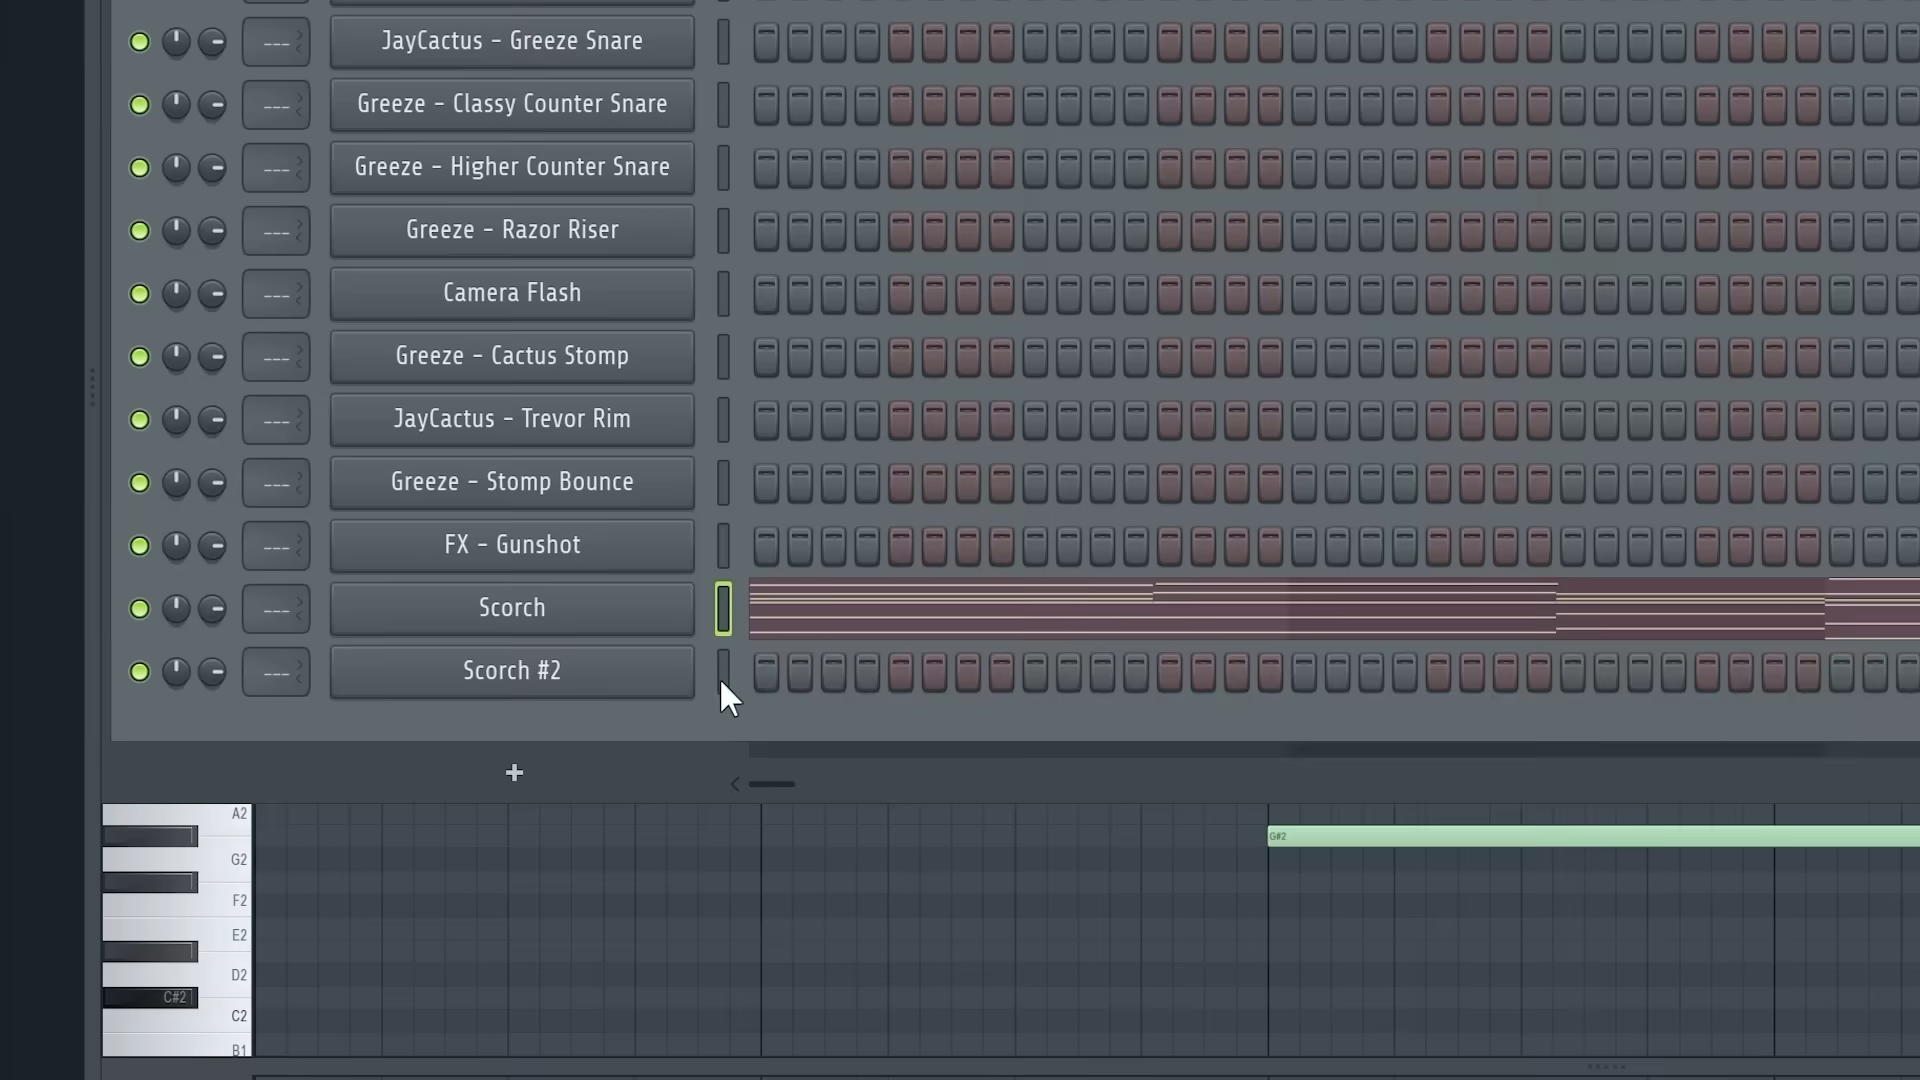 JayCactus - Greeze Snare
---
Greeze - Classy Counter Snare
---
Greeze - Higher Counter Snare
---
Greeze - Razor Riser
---
Camera Flash
---
Greeze - Cactus Stomp
---
JayCactus - Trevor Rim
---
Greeze - Stomp Bounce
---
FX - Gunshot
---
Scorch
---
Scorch #2
---
+
A2
G#2
G2
F2
E2
D2
C#2
C2
B1